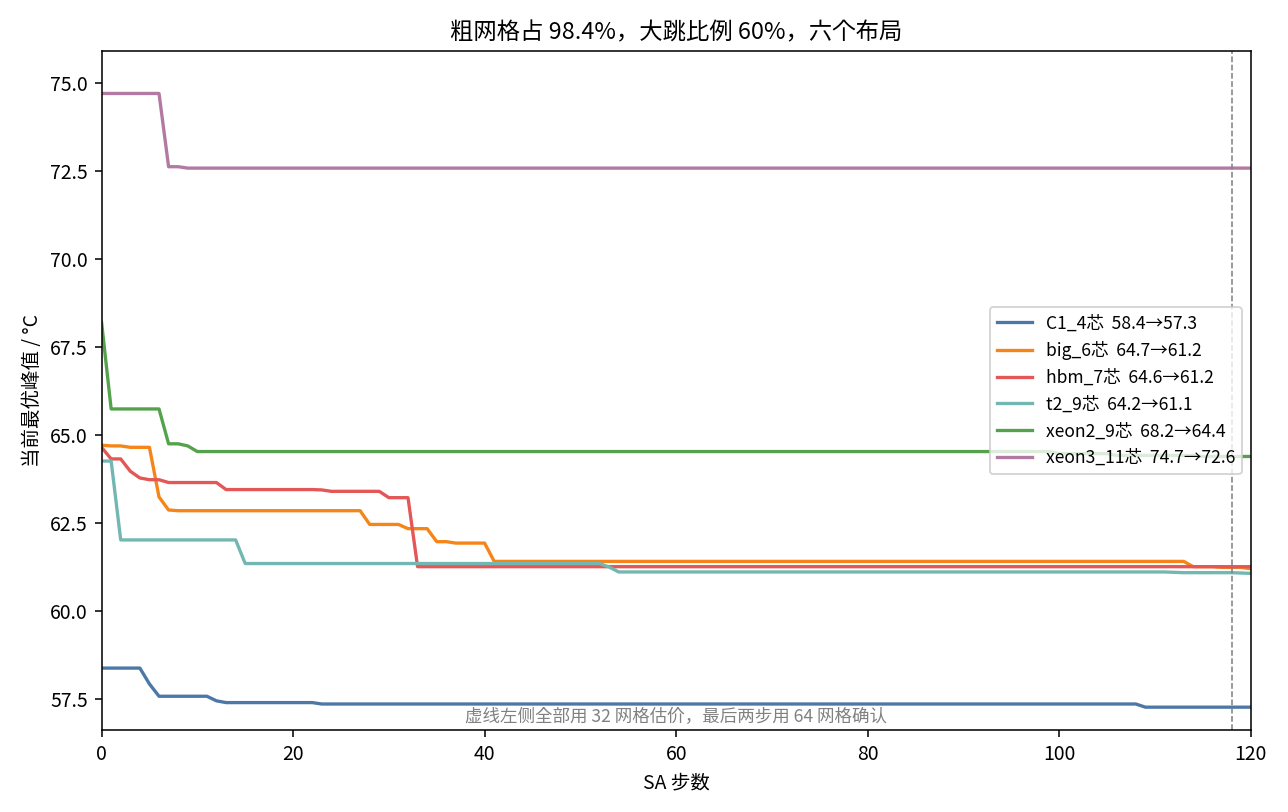 粗网格占 98.4%，大跳比例 60%，六个布局
当前最优峰值 / °C
75.0
72.5
70.0
67.5
65.0
62.5
60.0
57.5
C1_4芯 58.4→57.3
big_6芯 64.7→61.2
hbm_7芯 64.6→61.2
t2_9芯 64.2→61.1
xeon2_9芯 68.2→64.4
xeon3_11芯 74.7→72.6
虚线左侧全部用 32 网格估价，最后两步用 64 网格确认
0 20 40 60 80 100 120
SA 步数